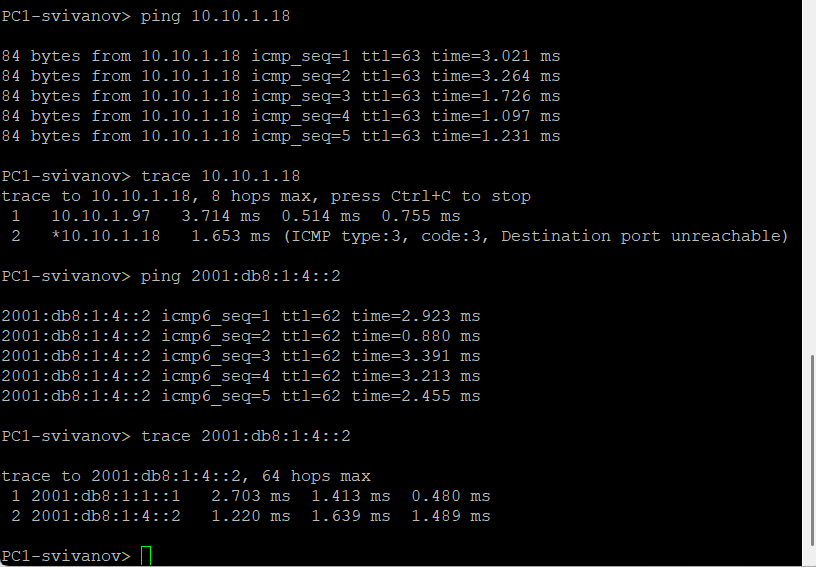 PC1-svivanov> ping 10.10.1.18
84 bytes from 10.10.1.18 icmp_seq=1 ttl=63 time=3.021 ms
84 bytes from 10.10.1.18 icmp_seq=2 ttl=63 time=3.264 ms
84 bytes from 10.10.1.18 icmp_seq=3 ttl=63 time=1.726 ms
84 bytes from 10.10.1.18 icmp_seq=4 ttl=63 time=1.097 ms
84 bytes from 10.10.1.18 icmp_seq=5 ttl=63 time=1.231 ms
PC1-svivanov> trace 10.10.1.18
trace to 10.10.1.18, 8 hops max, press Ctrl+C to stop
 1   10.10.1.97   3.714 ms  0.514 ms  0.755 ms
 2   *10.10.1.18   1.653 ms (ICMP type:3, code:3, Destination port unreachable)
PC1-svivanov> ping 2001:db8:1:4::2
2001:db8:1:4::2 icmp6_seq=1 ttl=62 time=2.923 ms
2001:db8:1:4::2 icmp6_seq=2 ttl=62 time=0.880 ms
2001:db8:1:4::2 icmp6_seq=3 ttl=62 time=3.391 ms
2001:db8:1:4::2 icmp6_seq=4 ttl=62 time=3.213 ms
2001:db8:1:4::2 icmp6_seq=5 ttl=62 time=2.455 ms
PC1-svivanov> trace 2001:db8:1:4::2
trace to 2001:db8:1:4::2, 64 hops max
 1 2001:db8:1:1::1   2.703 ms  1.413 ms  0.480 ms
 2 2001:db8:1:4::2   1.220 ms  1.639 ms  1.489 ms
PC1-svivanov>